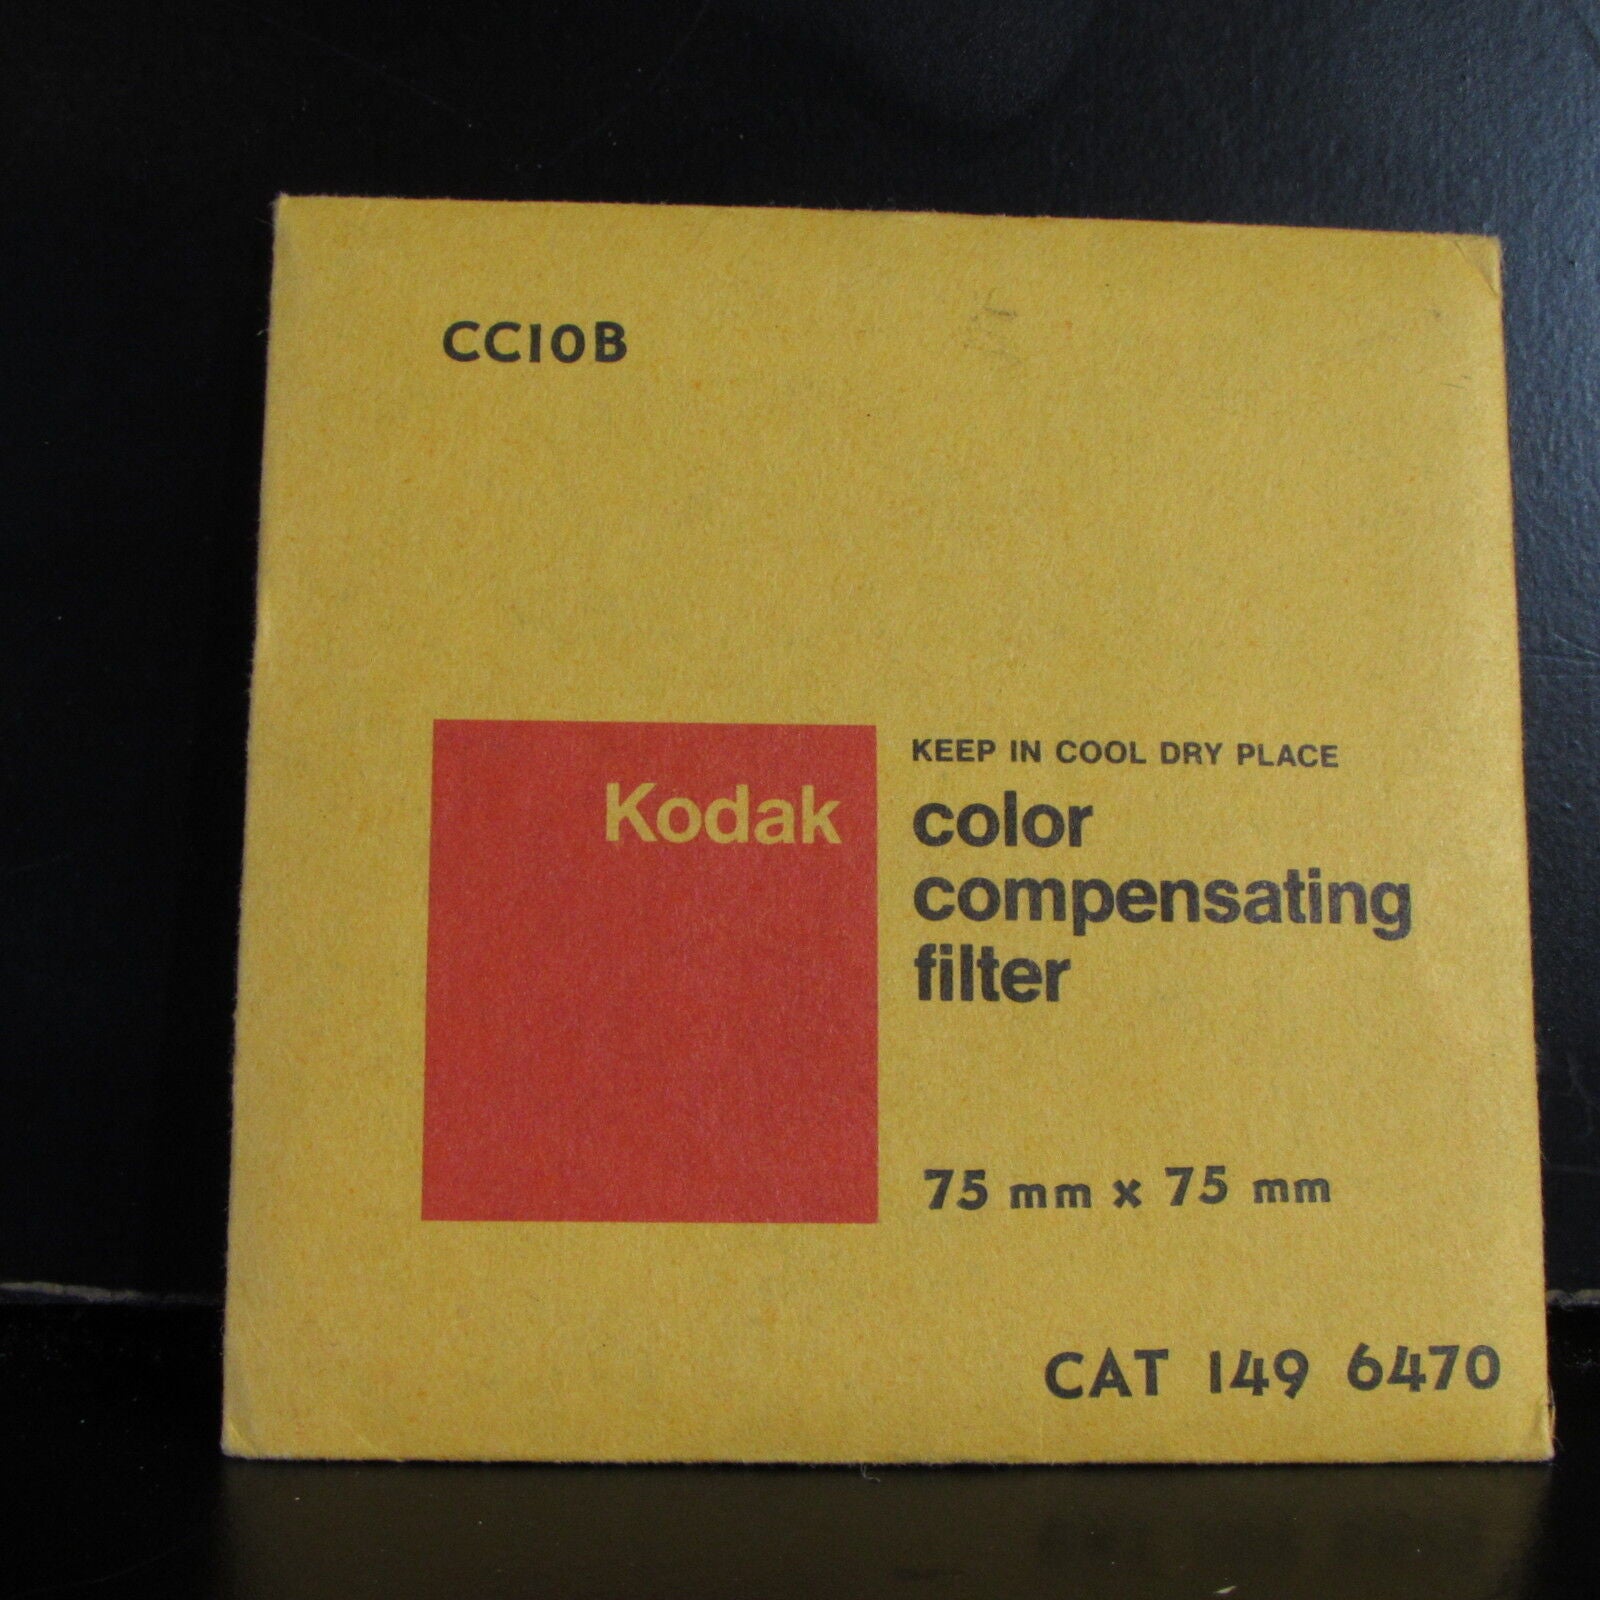 CC10B
Kodak
KEEP IN COOL DRY PLACE
color
compensating
filter
75 mm x 75 mm
CAT 149 6470